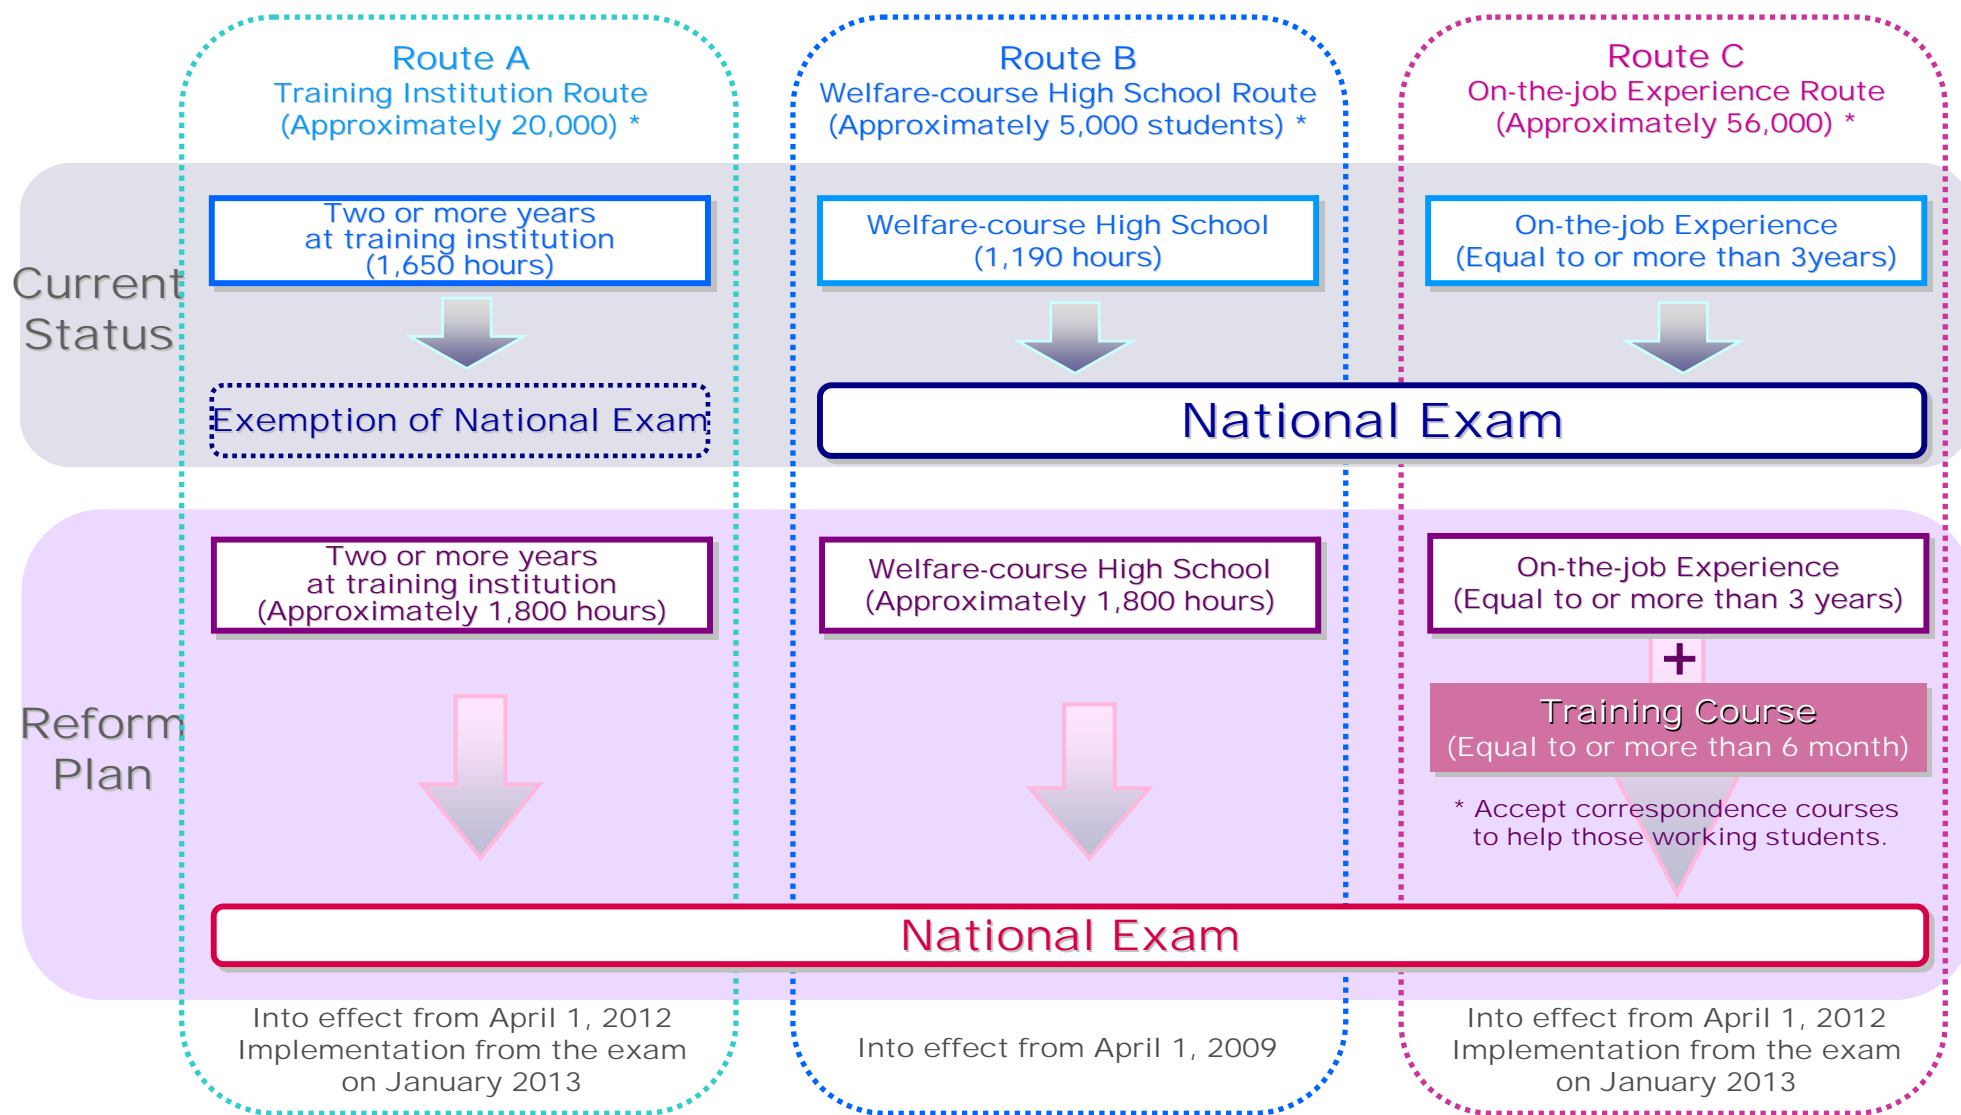 Route A
Training Institution Route
(Approximately 20,000) *
Route B
Welfare-course High School Route
(Approximately 5,000 students) *
Route C
On-the-job Experience Route
(Approximately 56,000) *
Current
Status
Two or more years
at training institution
(1,650 hours)
Welfare-course High School
(1,190 hours)
On-the-job Experience
(Equal to or more than 3years)
Exemption of National Exam
National Exam
Reform
Plan
Two or more years
at training institution
(Approximately 1,800 hours)
Welfare-course High School
(Approximately 1,800 hours)
On-the-job Experience
(Equal to or more than 3 years)
+
Training Course
(Equal to or more than 6 month)
* Accept correspondence courses
to help those working students.
National Exam
Into effect from April 1, 2012
Implementation from the exam
on January 2013
Into effect from April 1, 2009
Into effect from April 1, 2012
Implementation from the exam
on January 2013